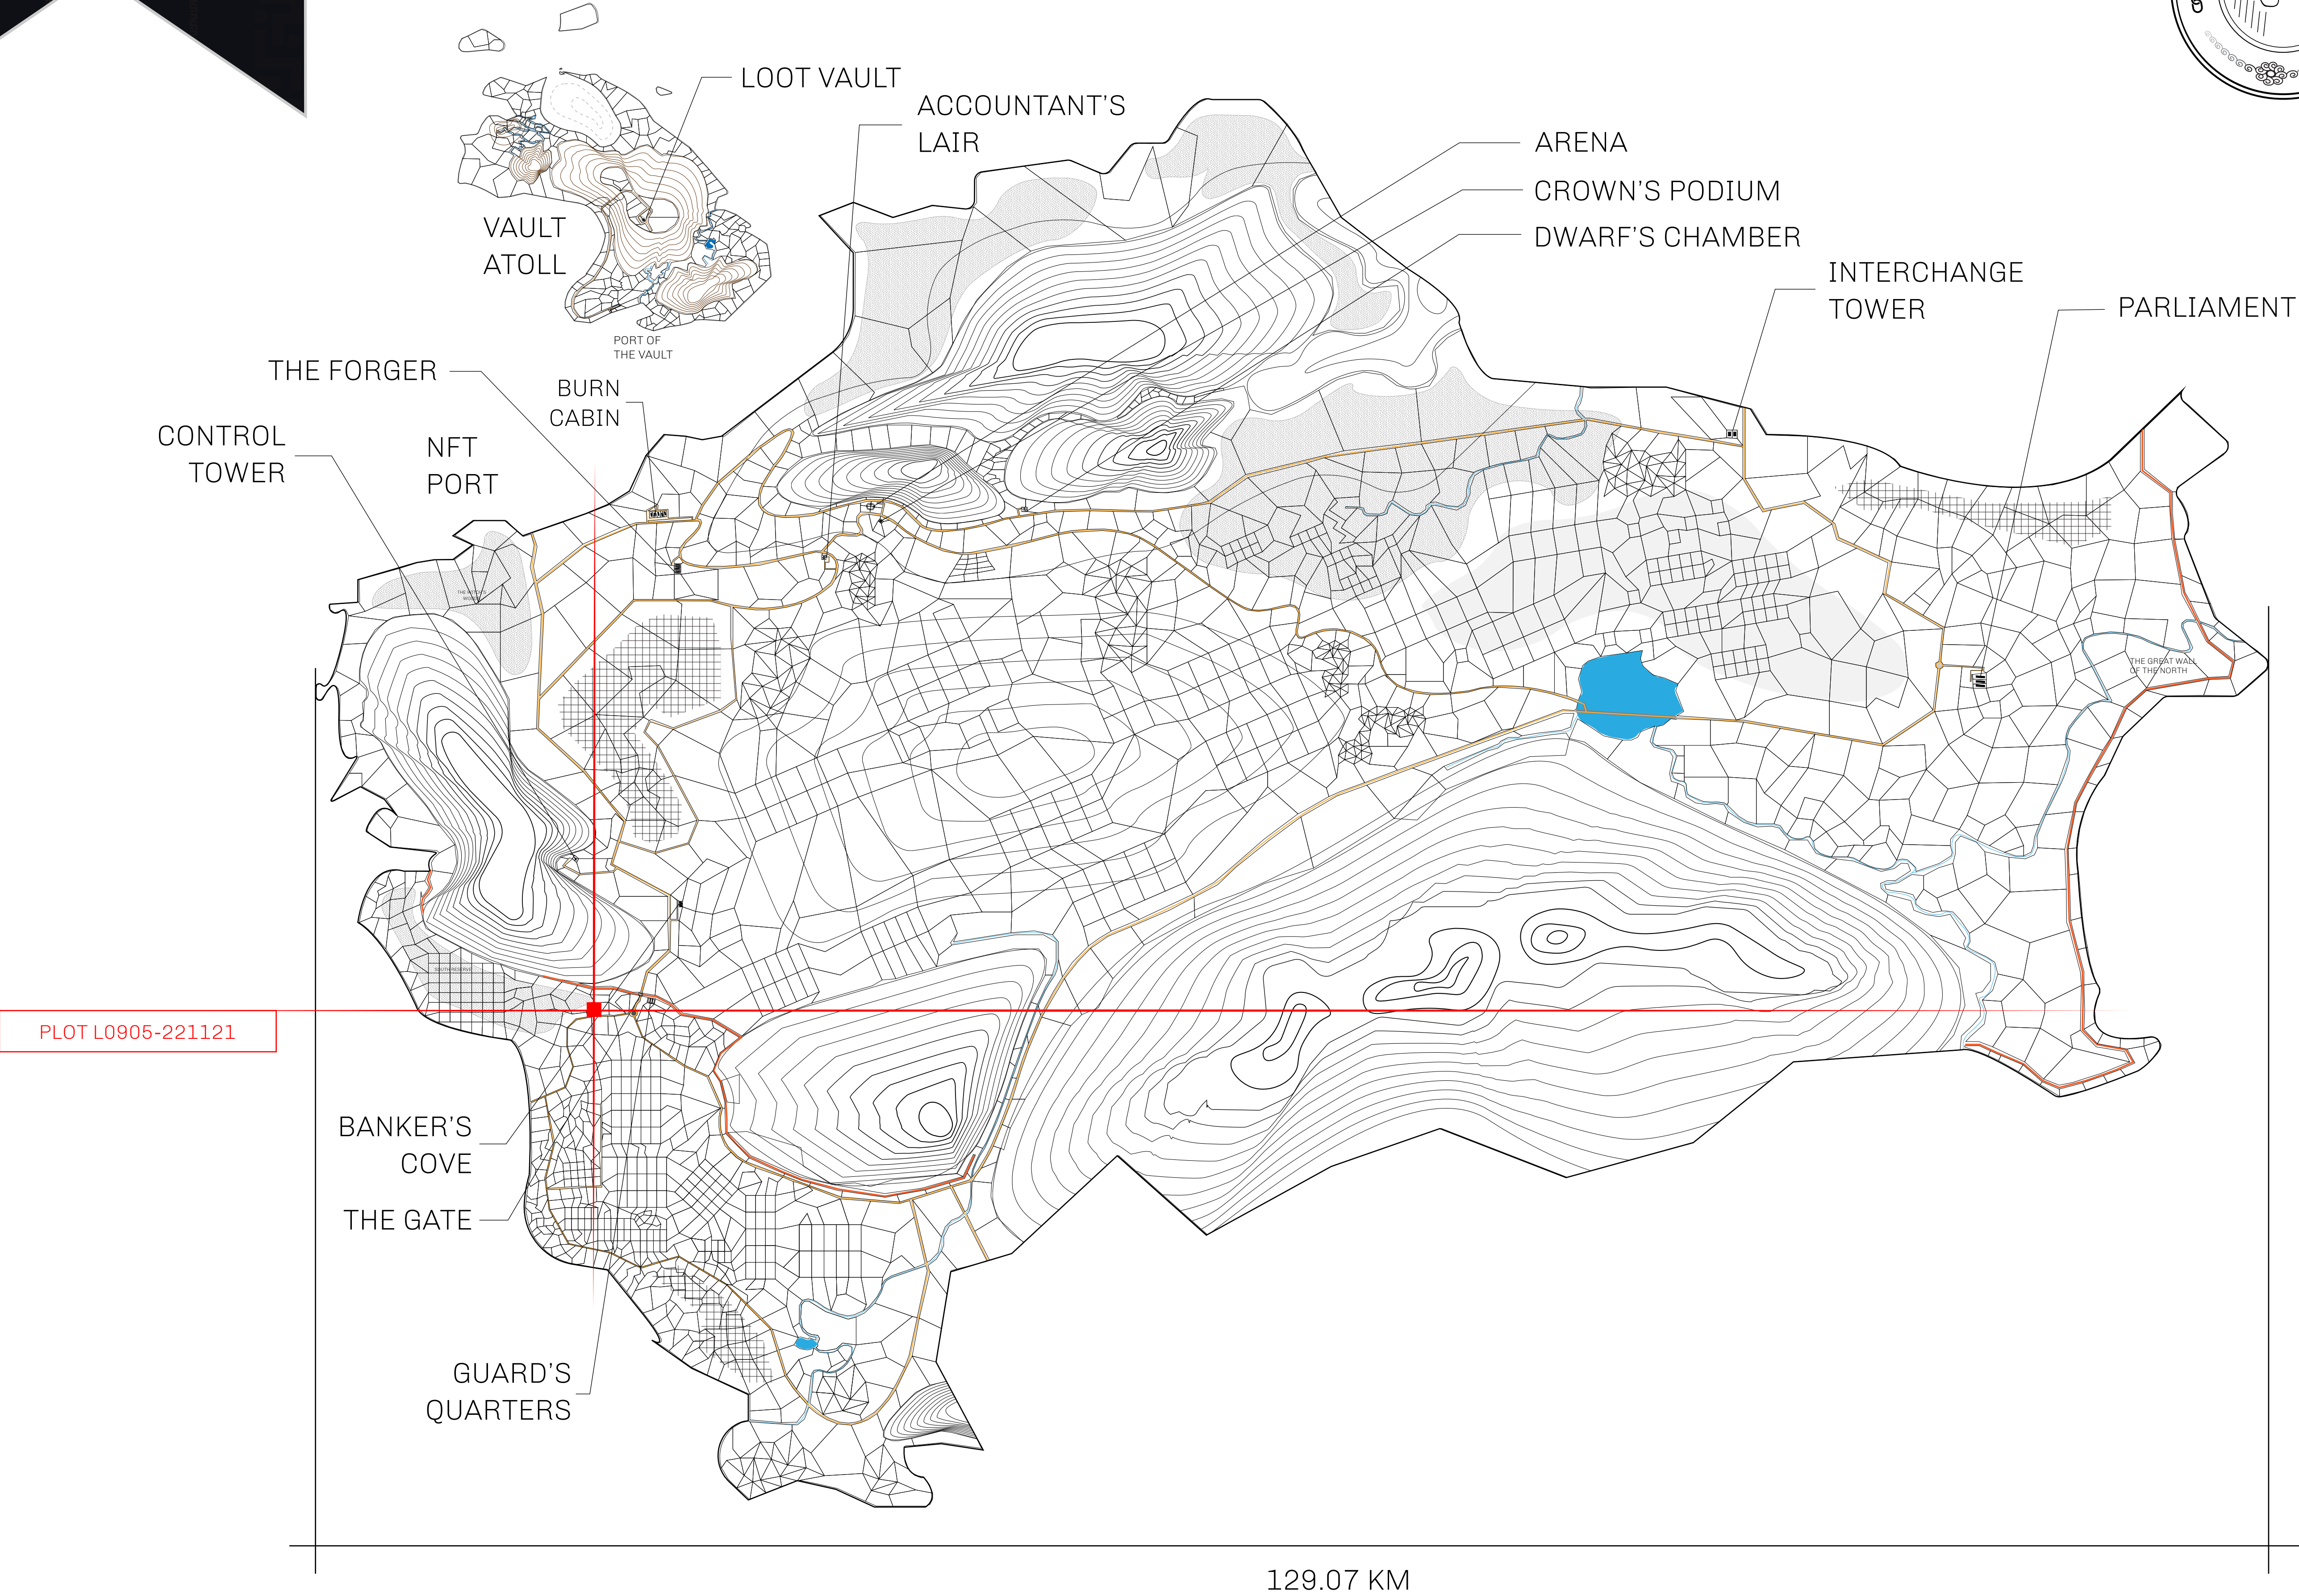 LOOT VAULT
ACCOUNTANT'S
LAIR
ARENA
CROWN'S PODIUM
DWARF'S CHAMBER
VAULT
ATOLL
INTERCHANGE
TOWER
PARLIAMENT
PORT OF
THE VAULT
THE FORGER
BURN
CABIN
CONTROL
TOWER
NFT
PORT
THE GREAT WALL
OF THE NORTH
SOUTH RESERVE
PLOT L0905-221121
BANKER'S
COVE
THE GATE
GUARD'S
QUARTERS
129.07 KM